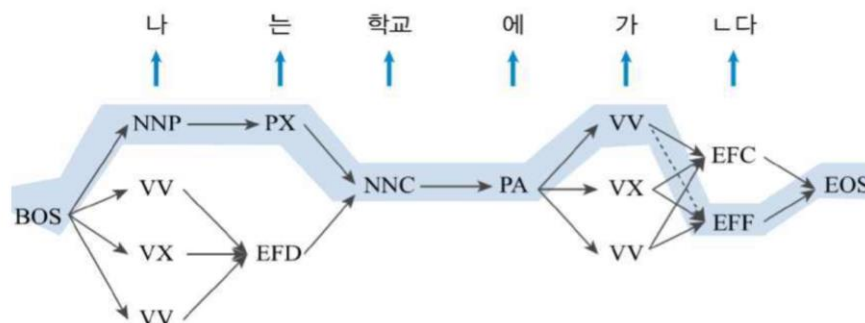 나 는 학교 에 가 ㄴ다
NNP PX VV
EFC
NNC PA EOS
VV VX
BOS EFF
VX EFD VV
VV